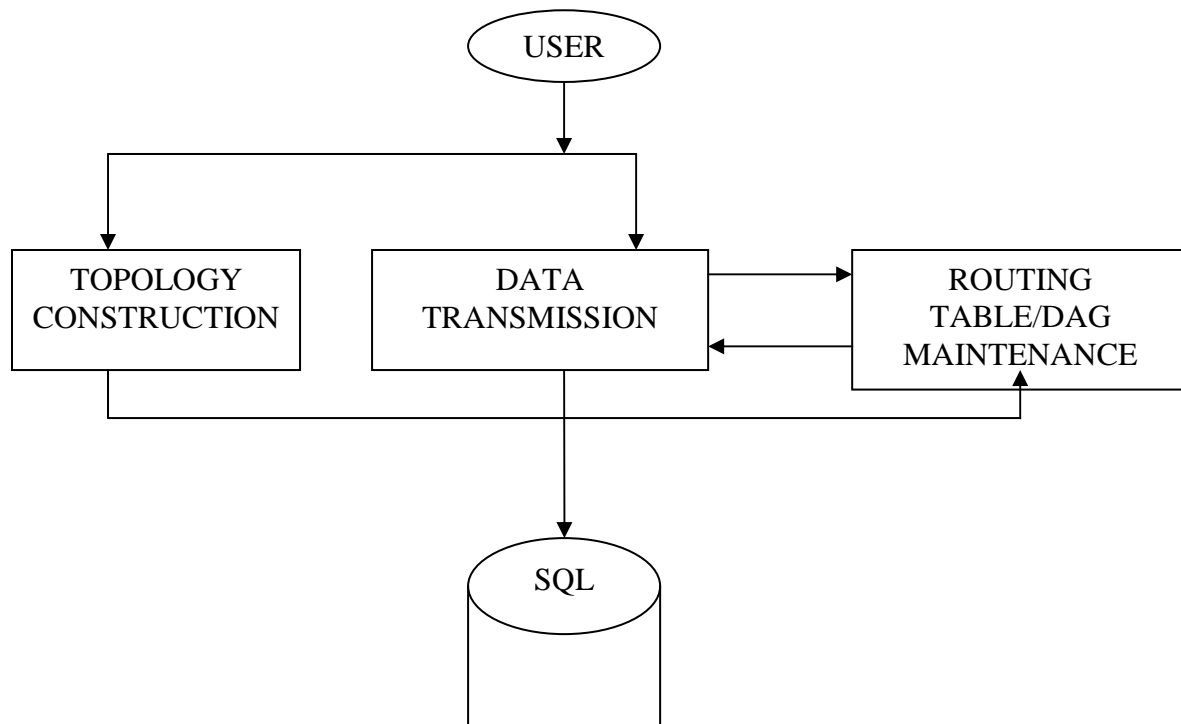 USER
TOPOLOGY
CONSTRUCTION
DATA
TRANSMISSION
ROUTING
TABLE/DAG
MAINTENANCE
SQL